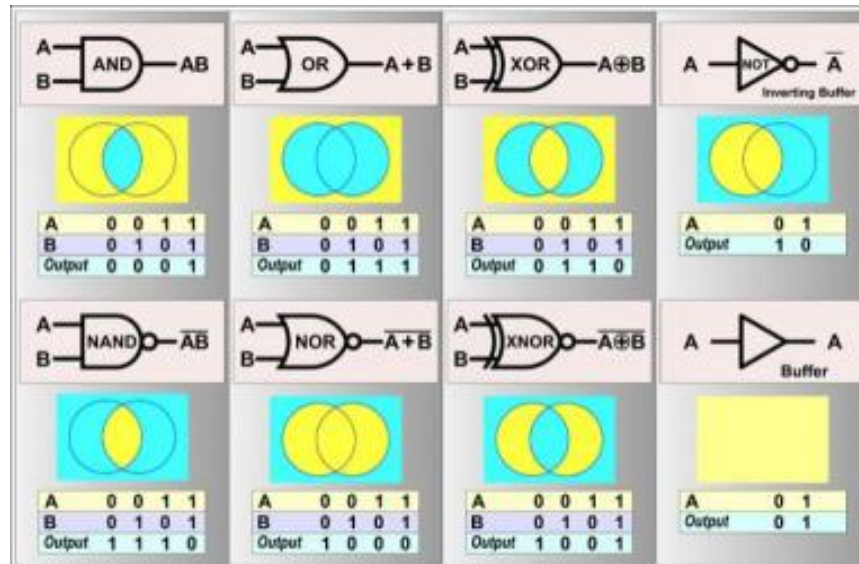 A AND AB
B
A OR A+B
B
A XOR A⊕B
B
A NOT A̅
Inverting Buffer
A 0 0 1 1
B 0 1 0 1
Output 0 0 0 1
A 0 0 1 1
B 0 1 0 1
Output 0 1 1 1
A 0 0 1 1
B 0 1 0 1
Output 0 1 1 0
A 0 1
Output 1 0
A NAND A̅B̅
B
A NOR A̅+̅B̅
B
A XNOR A̅⊕̅B̅
B
A A
Buffer
A 0 0 1 1
B 0 1 0 1
Output 1 1 1 0
A 0 0 1 1
B 0 1 0 1
Output 1 0 0 0
A 0 0 1 1
B 0 1 0 1
Output 1 0 0 1
A 0 1
Output 0 1